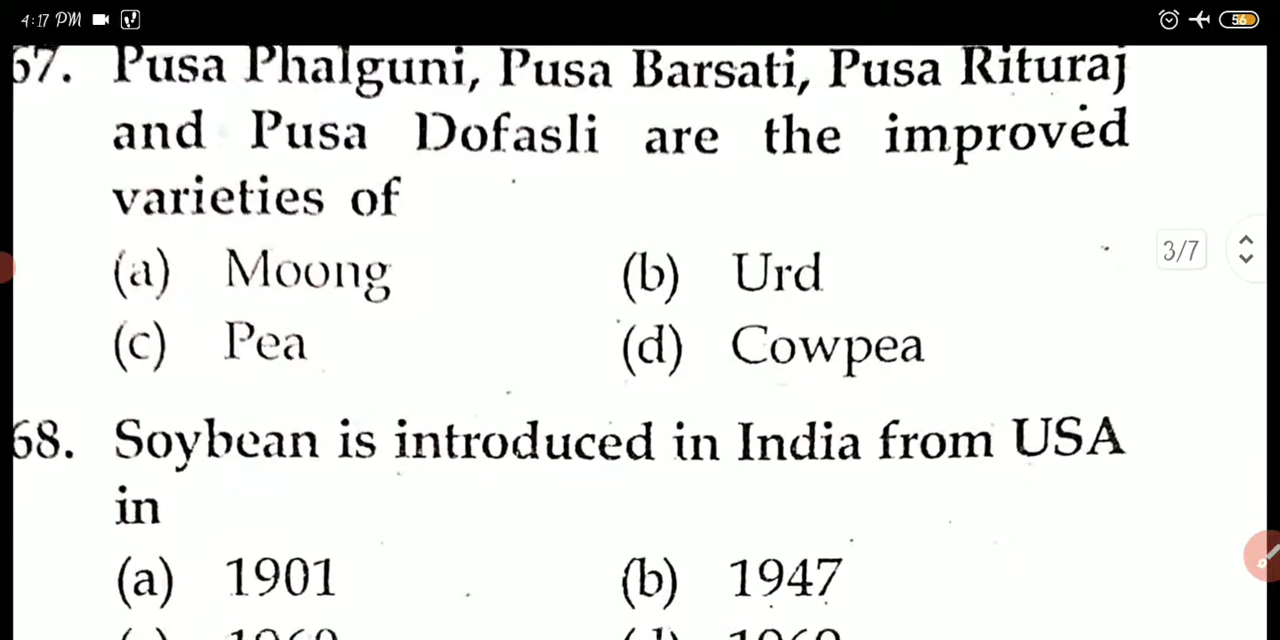 4:17 PM 56
67. Pusa Phalguni, Pusa Barsati, Pusa Rituraj
and Pusa Dofasli are the improved
varieties of
(a) Moong (b) Urd
3/7
(c) Pea (d) Cowpea
68. Soybean is introduced in India from USA
in
(a) 1901 (b) 1947